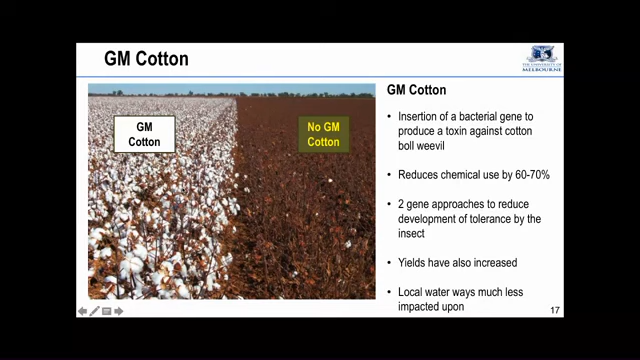 GM Cotton
THE UNIVERSITY OF
MELBOURNE
GM
Cotton
No GM
Cotton
GM Cotton
• Insertion of a bacterial gene to
produce a toxin against cotton
boll weevil
• Reduces chemical use by 60-70%
• 2 gene approaches to reduce
development of tolerance by the
insect
• Yields have also increased
• Local water ways much less
impacted upon
17